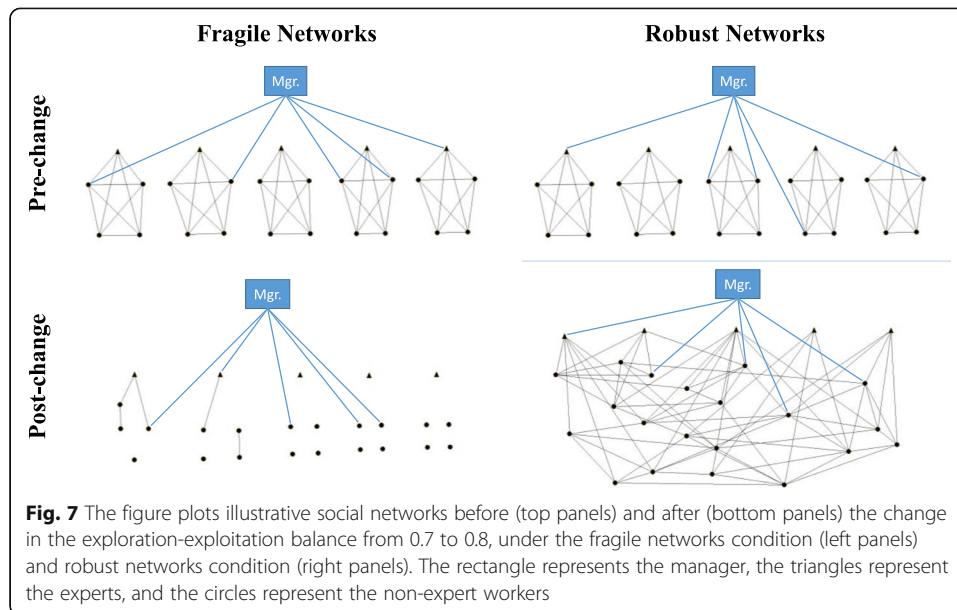 Fragile Networks
Robust Networks
Pre-change
Mgr.
Mgr.
Post-change
Mgr.
Mgr.
Fig. 7 The figure plots illustrative social networks before (top panels) and after (bottom panels) the change
in the exploration-exploitation balance from 0.7 to 0.8, under the fragile networks condition (left panels)
and robust networks condition (right panels). The rectangle represents the manager, the triangles represent
the experts, and the circles represent the non-expert workers